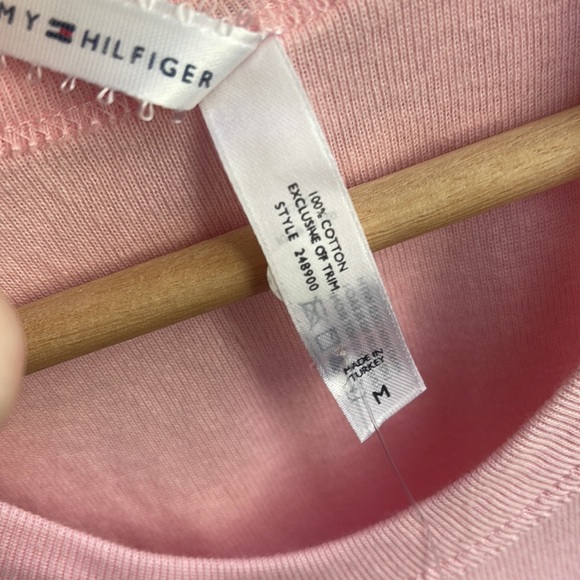 MY HILFIGER
100% COTTON
EXCLUSIVE OF TRIM
STYLE 248900
MADE IN
TURKEY
M